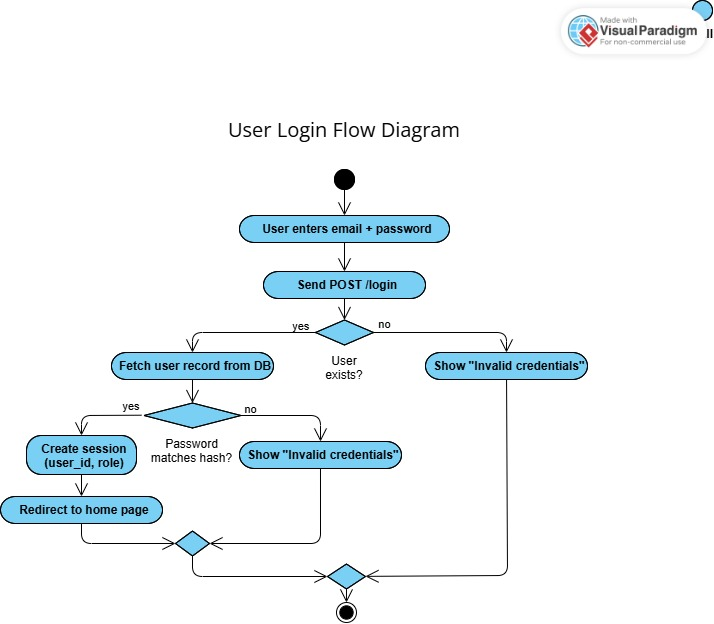 Made with
VisualParadigm
For non-commercial use
User Login Flow Diagram
User enters email + password
Send POST /login
yes
no
User
exists?
Fetch user record from DB
Show "Invalid credentials"
yes
no
Password
matches hash?
Create session
(user_id, role)
Show "Invalid credentials"
Redirect to home page